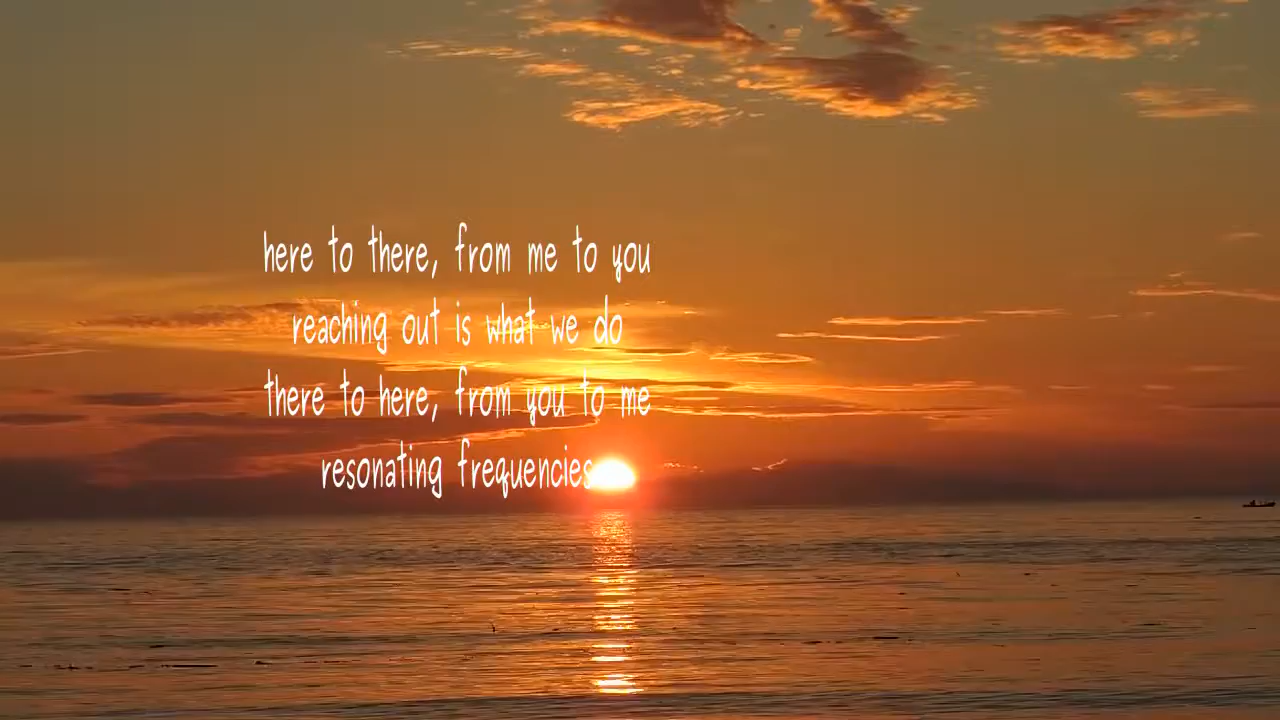 here to there, from me to you
reaching out is what we do
there to here, from you to me
resonating frequencies